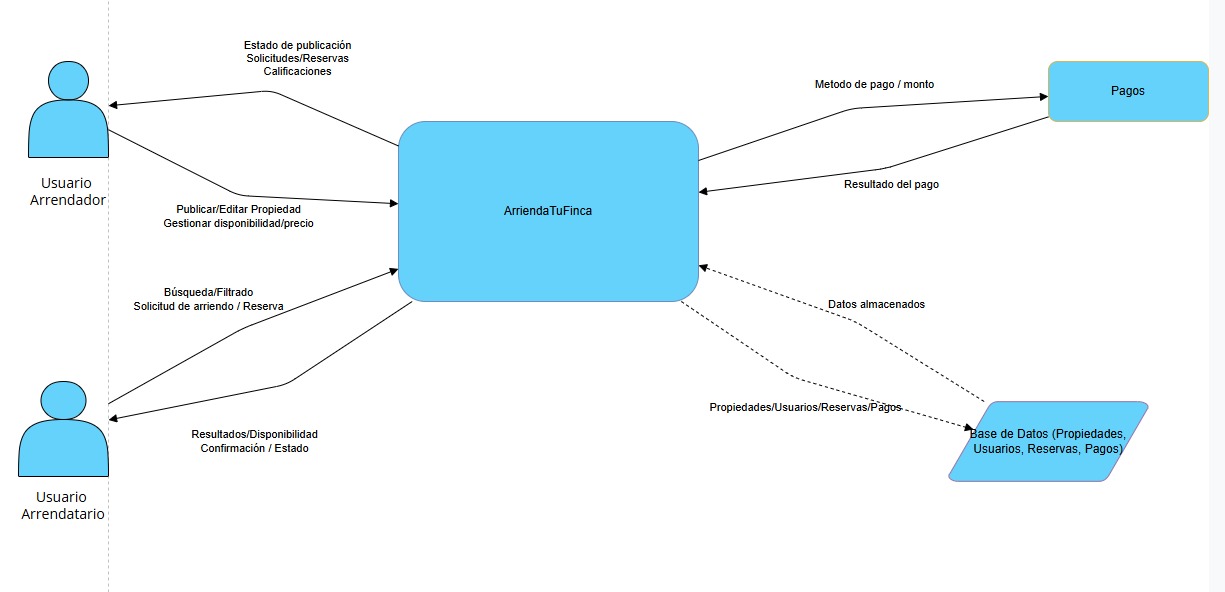 Estado de publicación
Solicitudes/Reservas
Calificaciones
Metodo de pago / monto
Pagos
Usuario
Arrendador
Resultado del pago
Publicar/Editar Propiedad
Gestionar disponibilidad/precio
ArriendaTuFinca
Búsqueda/Filtrado
Solicitud de arriendo / Reserva
Datos almacenados
Propiedades/Usuarios/Reservas/Pagos
Base de Datos (Propiedades,
Usuarios, Reservas, Pagos)
Resultados/Disponibilidad
Confirmación / Estado
Usuario
Arrendatario